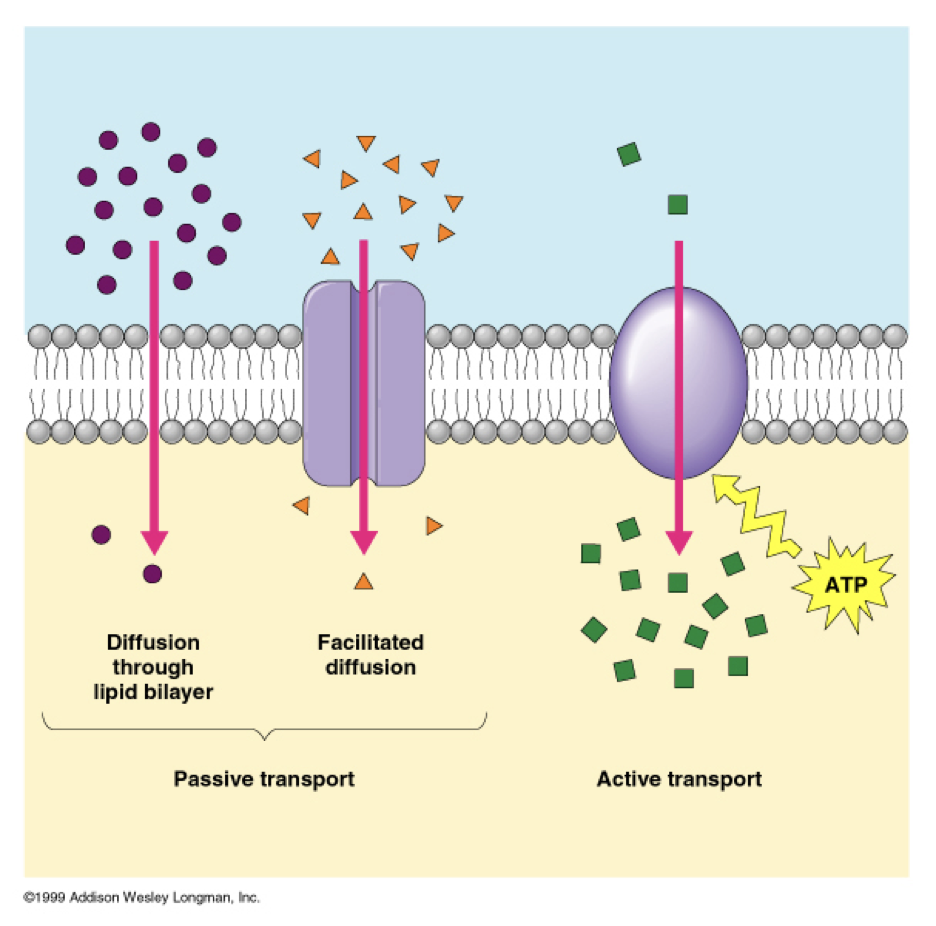 ATP
Diffusion
through
lipid bilayer
Facilitated
diffusion
Passive transport
Active transport
©1999 Addison Wesley Longman, Inc.